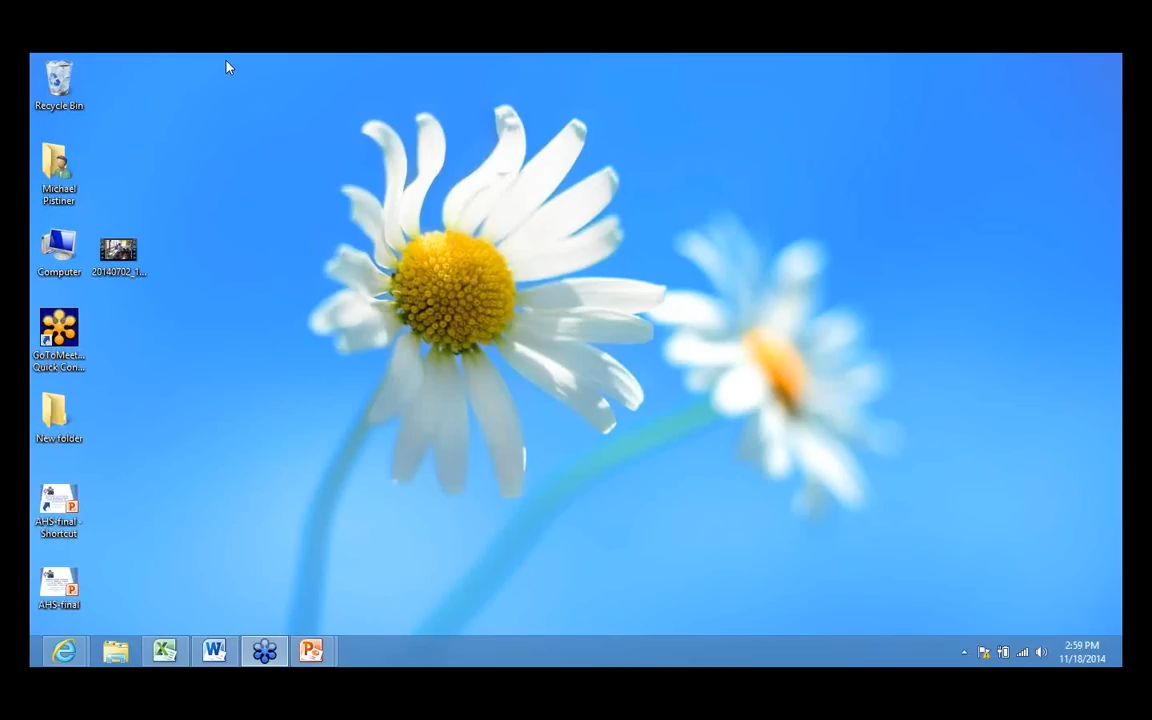 Recycle Bin
Michael
Pistiner
Computer
20140702_1...
GoToMeet...
Quick Con...
New folder
AHS-final -
Shortcut
AHS-final
2:59 PM
11/18/2014